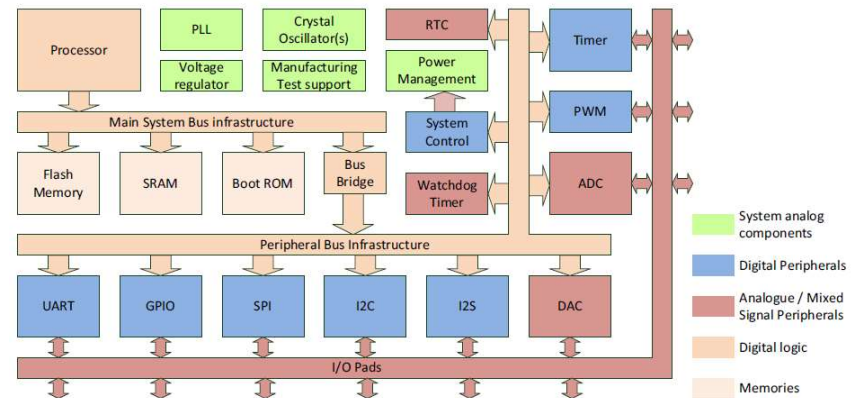 Processor
PLL
Crystal
Oscillator(s)
RTC
Timer
Voltage
regulator
Manufacturing
Test support
Power
Management
Main System Bus infrastructure
System
Control
PWM
Flash
Memory
SRAM
Boot ROM
Bus
Bridge
Watchdog
Timer
ADC
Peripheral Bus Infrastructure
UART
GPIO
SPI
I2C
I2S
DAC
I/O Pads
System analog
components
Digital Peripherals
Analogue / Mixed
Signal Peripherals
Digital logic
Memories